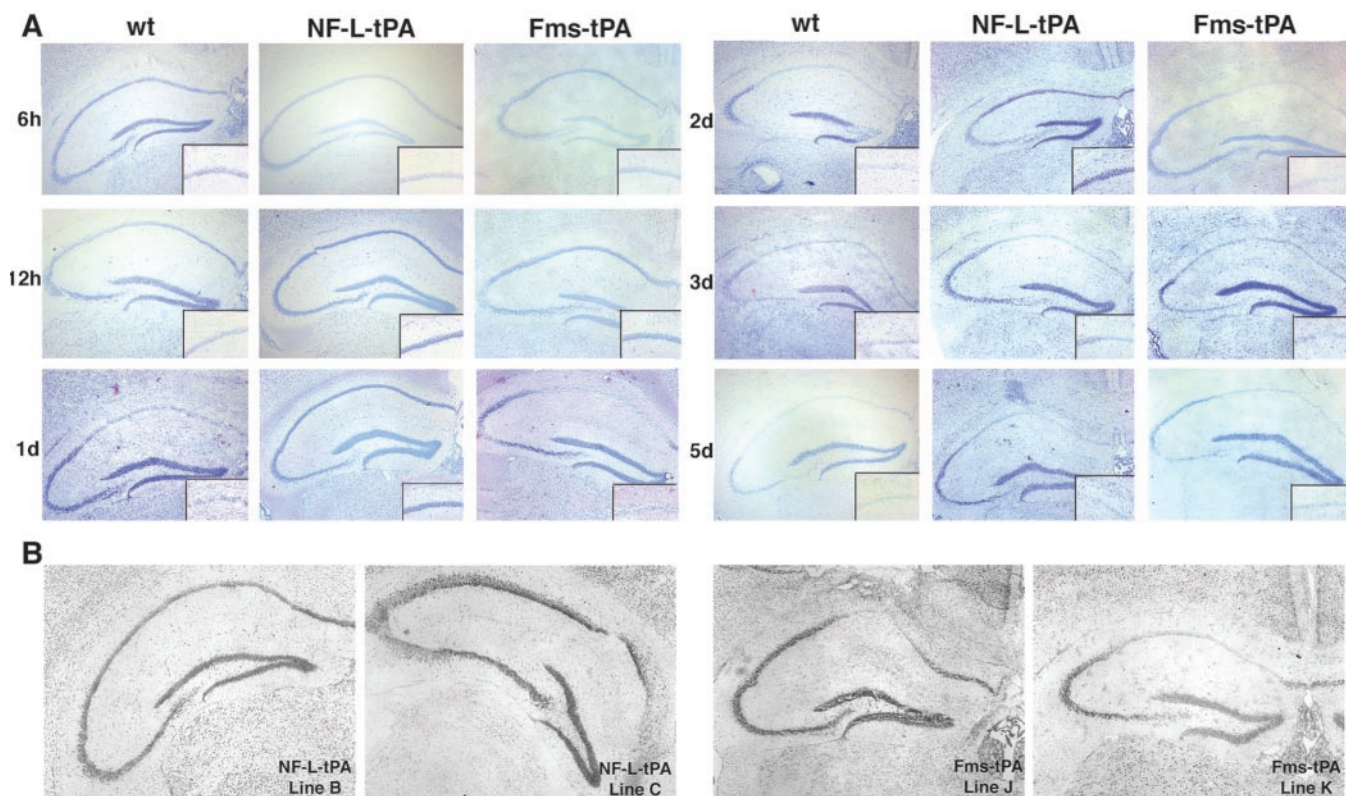 A
wt
NF-L-tPA
Fms-tPA
wt
NF-L-tPA
Fms-tPA
6h
2d
12h
3d
1d
5d
B
NF-L-tPA
Line B
NF-L-tPA
Line C
Fms-tPA
Line J
Fms-tPA
Line K